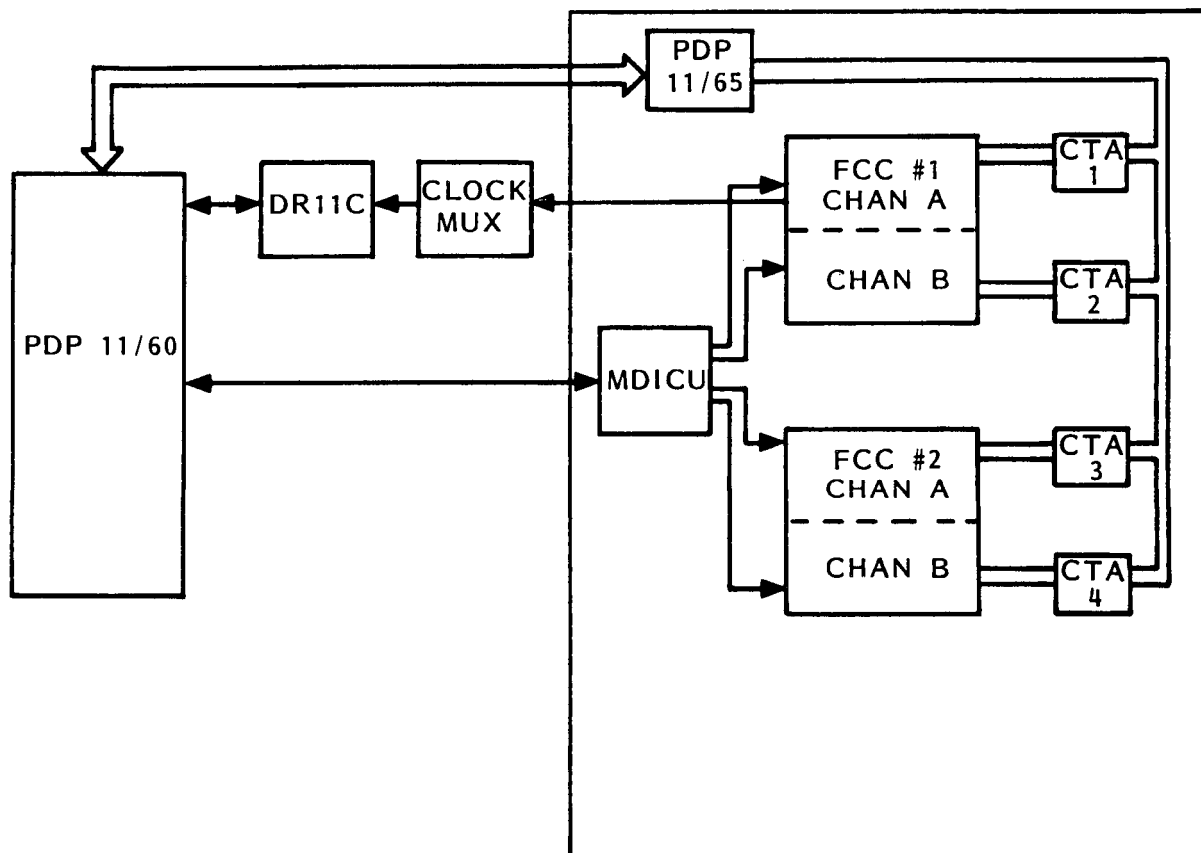 PDP
11/65
FCC #1
CHAN A
CTA
1
DR11C
CLOCK
MUX
CHAN B
CTA
2
PDP 11/60
MDICU
FCC #2
CHAN A
CTA
3
CHAN B
CTA
4